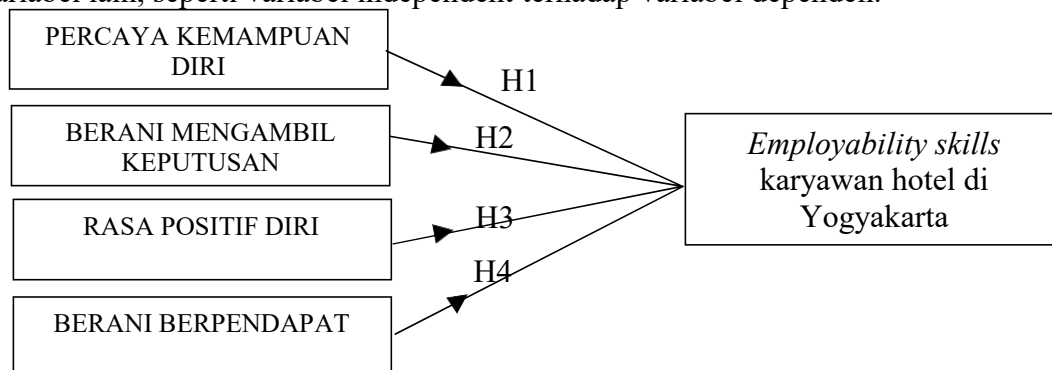 variabel lain, seperti variabel independent terhadap variabel dependen.
PERCAYA KEMAMPUAN
DIRI
H1
BERANI MENGAMBIL
KEPUTUSAN
H2
RASA POSITIF DIRI
H3
BERANI BERPENDAPAT
H4
Employability skills
karyawan hotel di
Yogyakarta